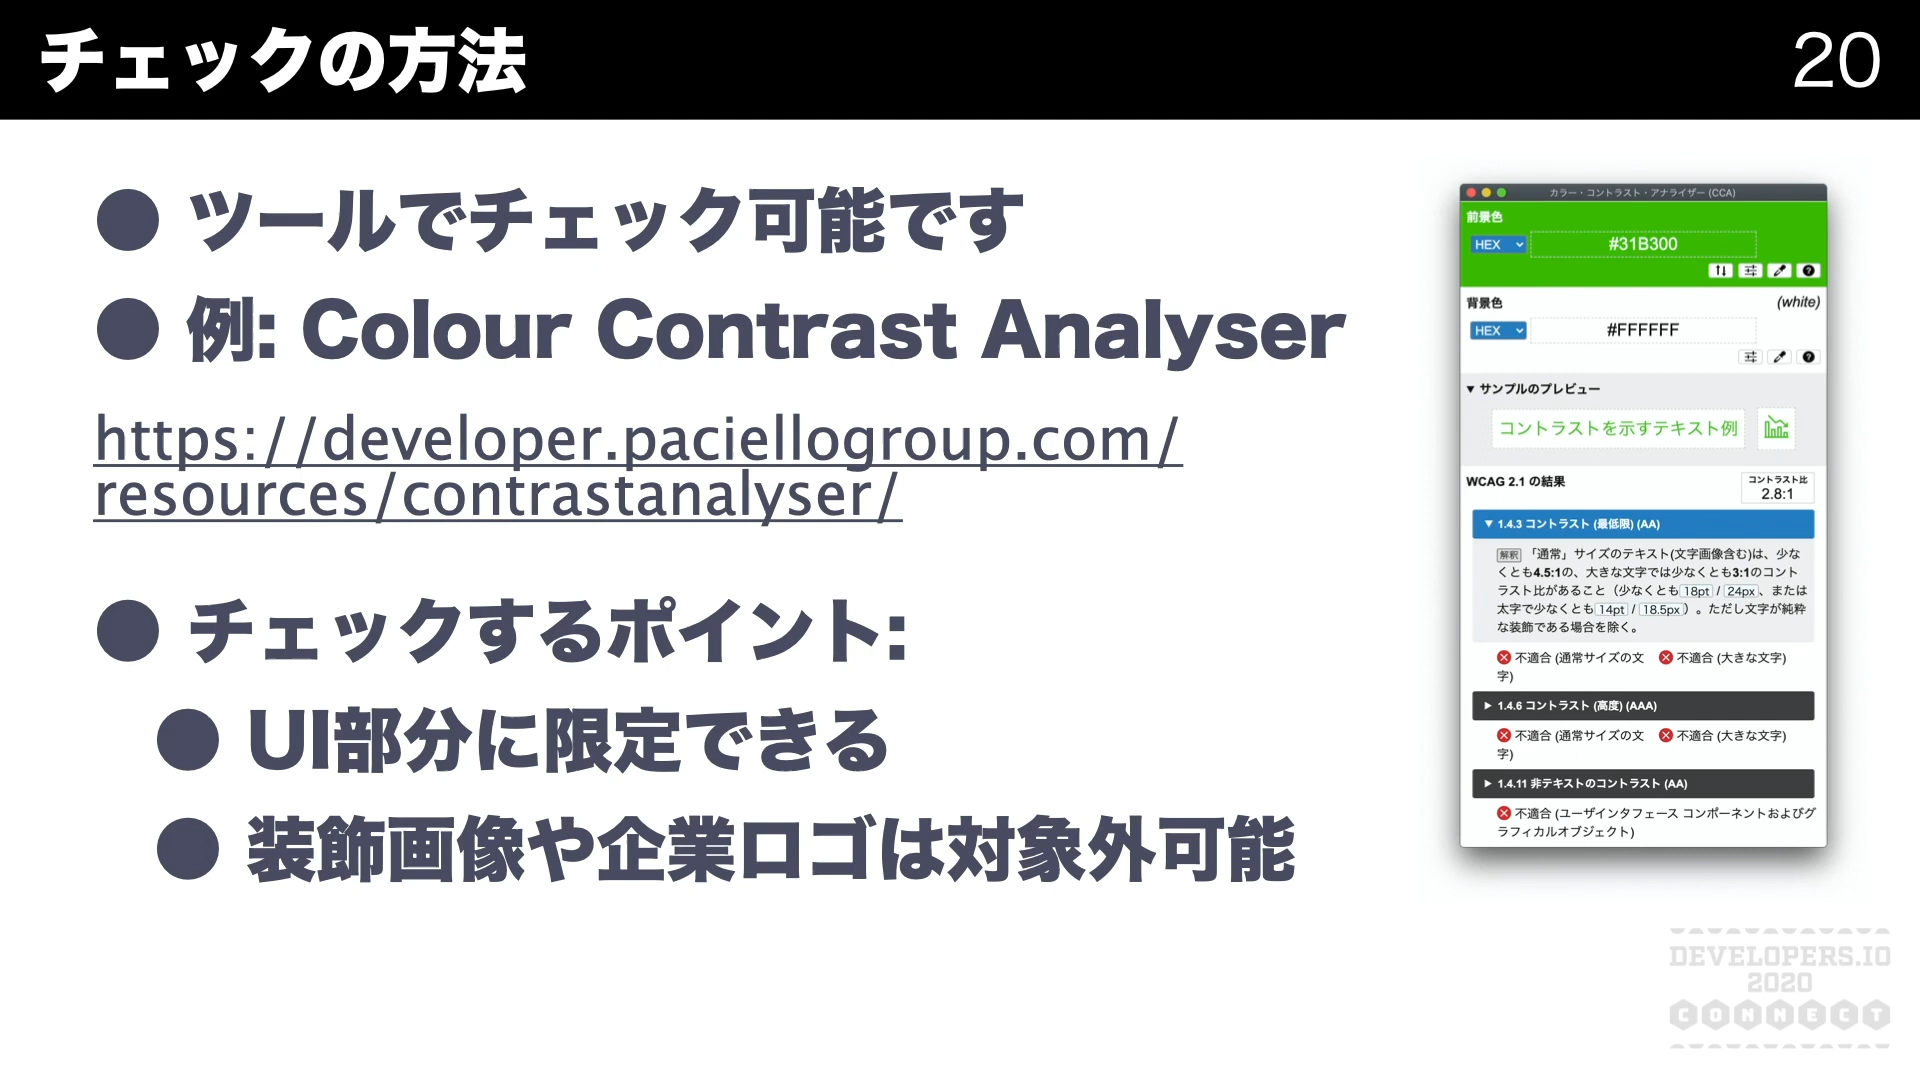 チェックの方法
20
● ツールでチェック可能です
● 例: Colour Contrast Analyser
https://developer.paciellogroup.com/
resources/contrastanalyser/
● チェックするポイント:
● UI部分に限定できる
● 装飾画像や企業ロゴは対象外可能
カラー・コントラスト・アナライザー (CCA)
前景色
HEX #31B300
背景色 (white)
HEX #FFFFFF
▼ サンプルのプレビュー
コントラストを示すテキスト例
WCAG 2.1 の結果
コントラスト比
2.8:1
▼ 1.4.3 コントラスト (最低限) (AA)
解釈 「通常」サイズのテキスト(文字画像含む)は、少な
くとも4.5:1の、大きな文字では少なくとも3:1のコント
ラスト比があること（少なくとも 18pt / 24px、または
太字で少なくとも 14pt / 18.5px）。ただし文字が純粋
な装飾である場合を除く。
不適合 (通常サイズの文
字)
不適合 (大きな文字)
▶ 1.4.6 コントラスト (高度) (AAA)
不適合 (通常サイズの文
字)
不適合 (大きな文字)
▶ 1.4.11 非テキストのコントラスト (AA)
不適合 (ユーザインタフェース コンポーネントおよびグ
ラフィカルオブジェクト)
DEVELOPERS.IO
2020
CONNECT